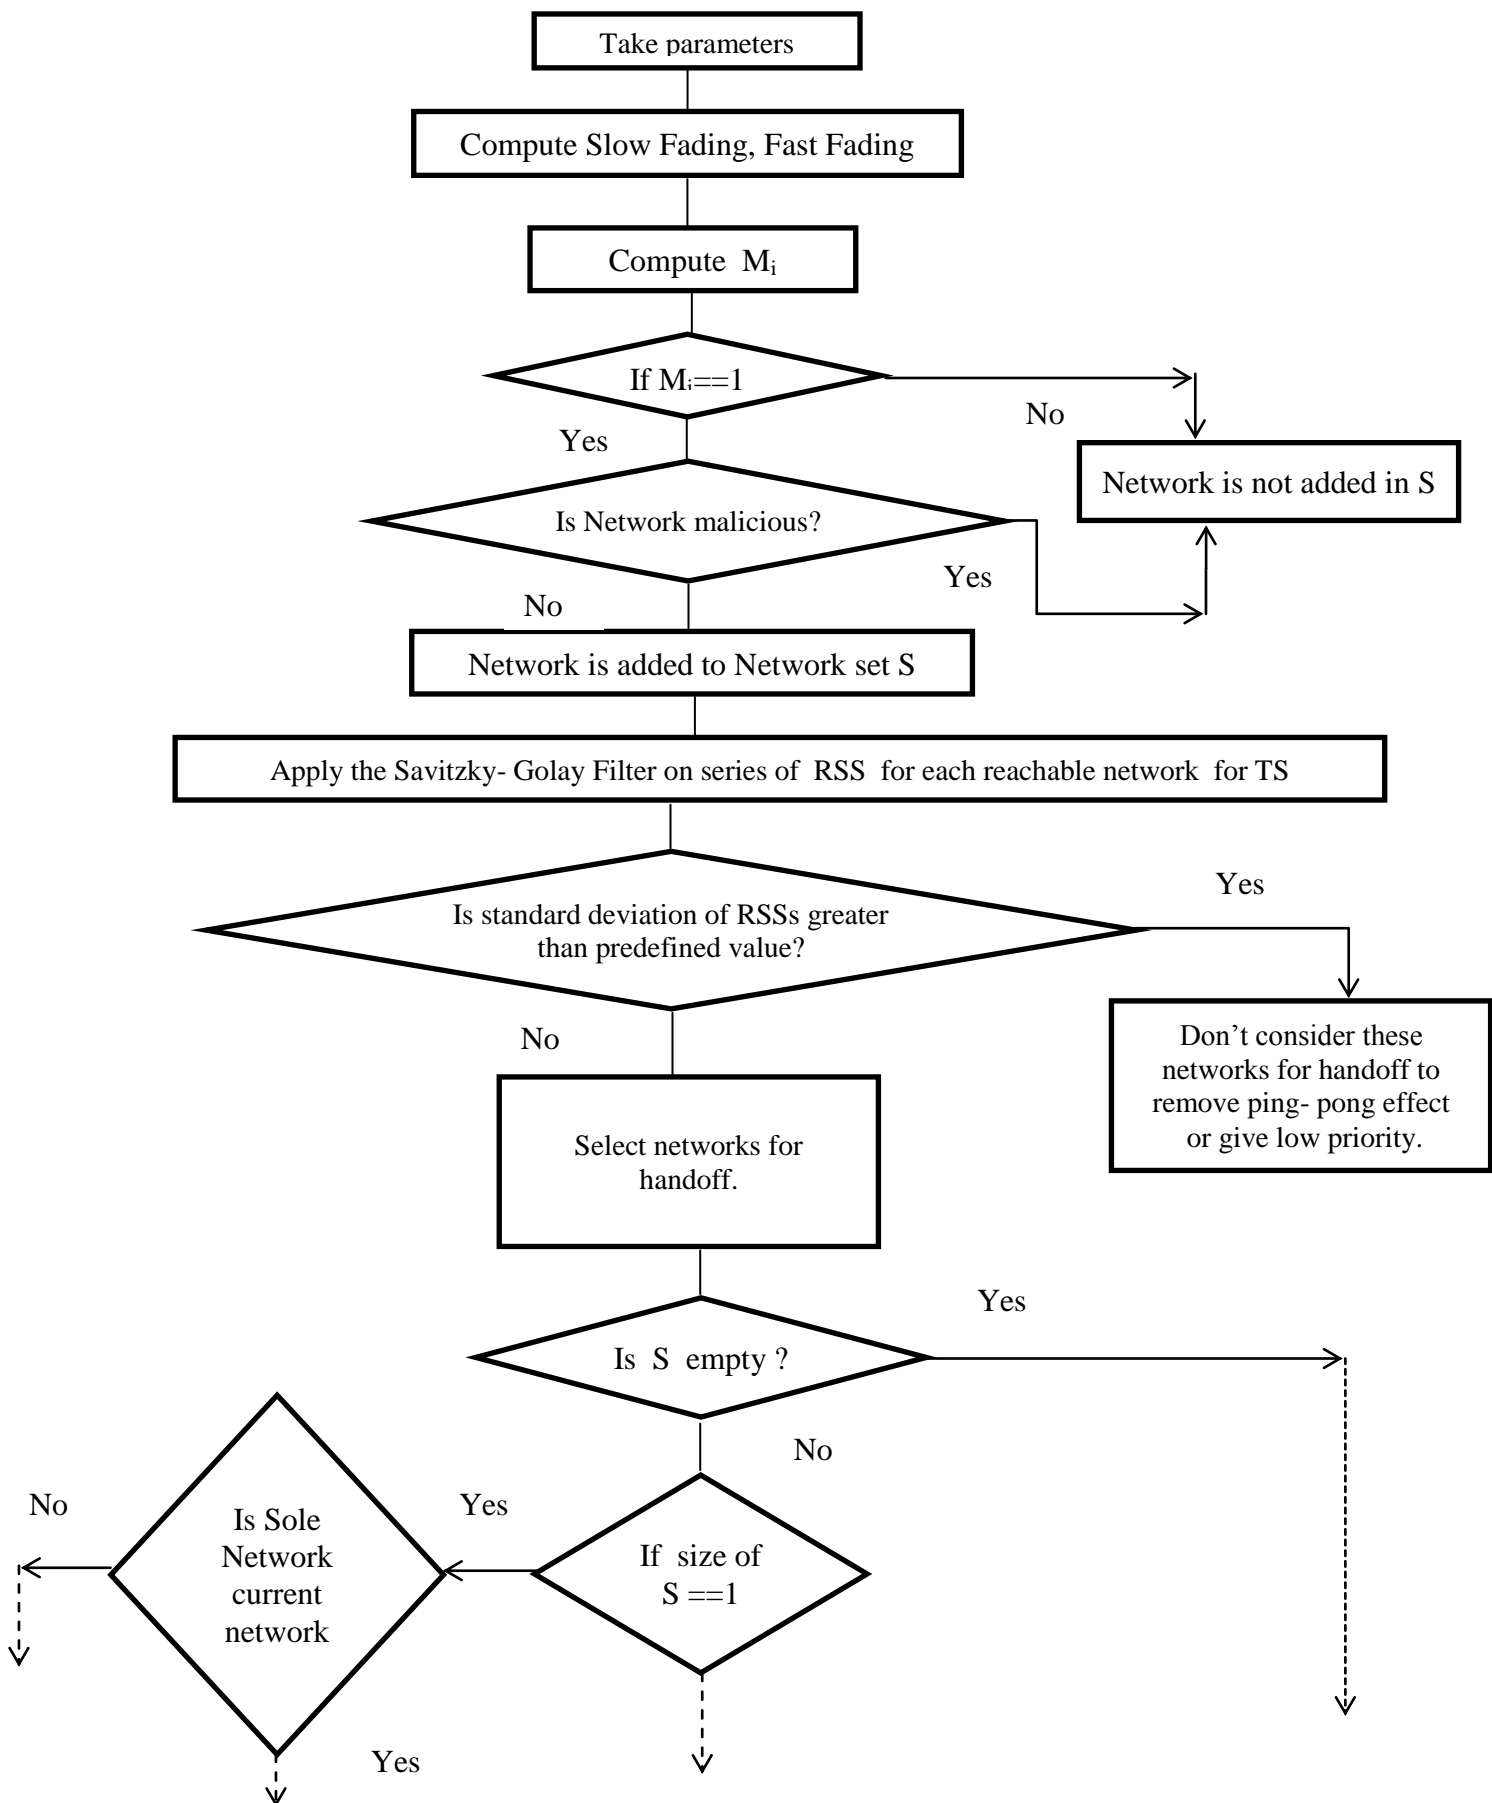 Take parameters
Compute Slow Fading, Fast Fading
Compute Mi
If Mi==1
No
Yes
Network is not added in S
Is Network malicious?
Yes
No
Network is added to Network set S
Apply the Savitzky- Golay Filter on series of RSS for each reachable network for TS
Yes
Is standard deviation of RSSs greater
than predefined value?
No
Don’t consider these
networks for handoff to
remove ping- pong effect
or give low priority.
Select networks for
handoff.
Yes
Is S empty ?
No
No
Yes
Is Sole
Network
current
network
If size of
S ==1
Yes